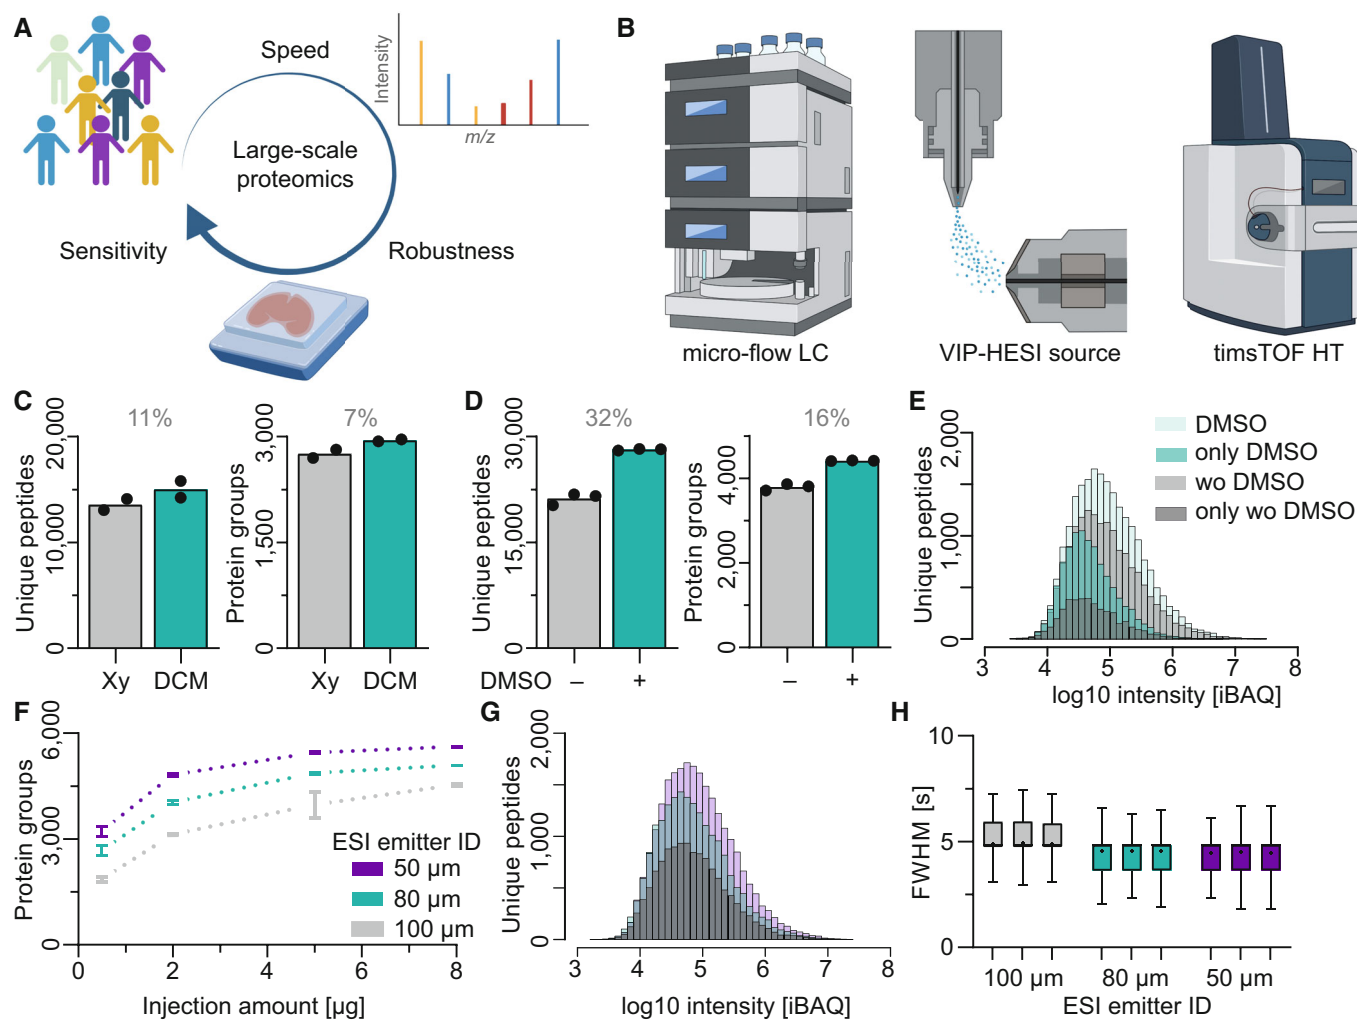 A
Speed
Large-scale
proteomics
Sensitivity
Robustness
Intensity
m/z
B
micro-flow LC
VIP-HESI source
timsTOF HT
C
11%
Unique peptides
20,000
10,000
0
Xy
DCM
7%
Protein groups
3,000
1,500
0
Xy
DCM
D
32%
Unique peptides
30,000
15,000
0
DMSO
–
+
16%
Protein groups
4,000
2,000
0
–
+
E
Unique peptides
2,000
1,000
0
DMSO
only DMSO
wo DMSO
only wo DMSO
3 4 5 6 7 8
log10 intensity [iBAQ]
F
Protein groups
6,000
3,000
0
ESI emitter ID
50 µm
80 µm
100 µm
0 2 4 6 8
Injection amount [µg]
G
Unique peptides
2,000
1,000
0
3 4 5 6 7 8
log10 intensity [iBAQ]
H
FWHM [s]
10
5
0
100 µm 80 µm 50 µm
ESI emitter ID